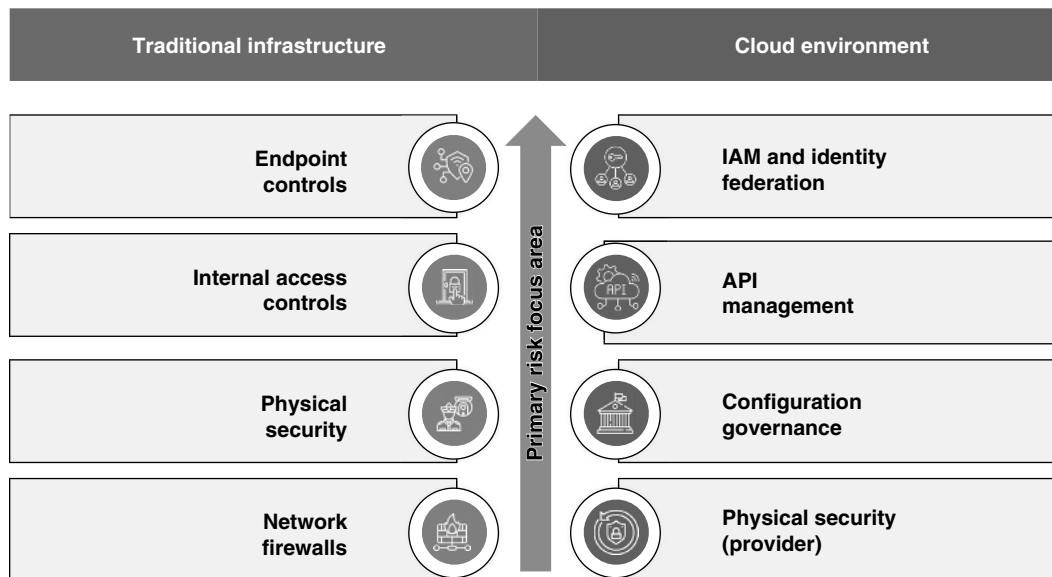 Traditional infrastructure
Cloud environment
Endpoint
controls
IAM and identity
federation
Internal access
controls
API
API
management
Primary risk focus area
Physical
security
Configuration
governance
Network
firewalls
Physical security
(provider)